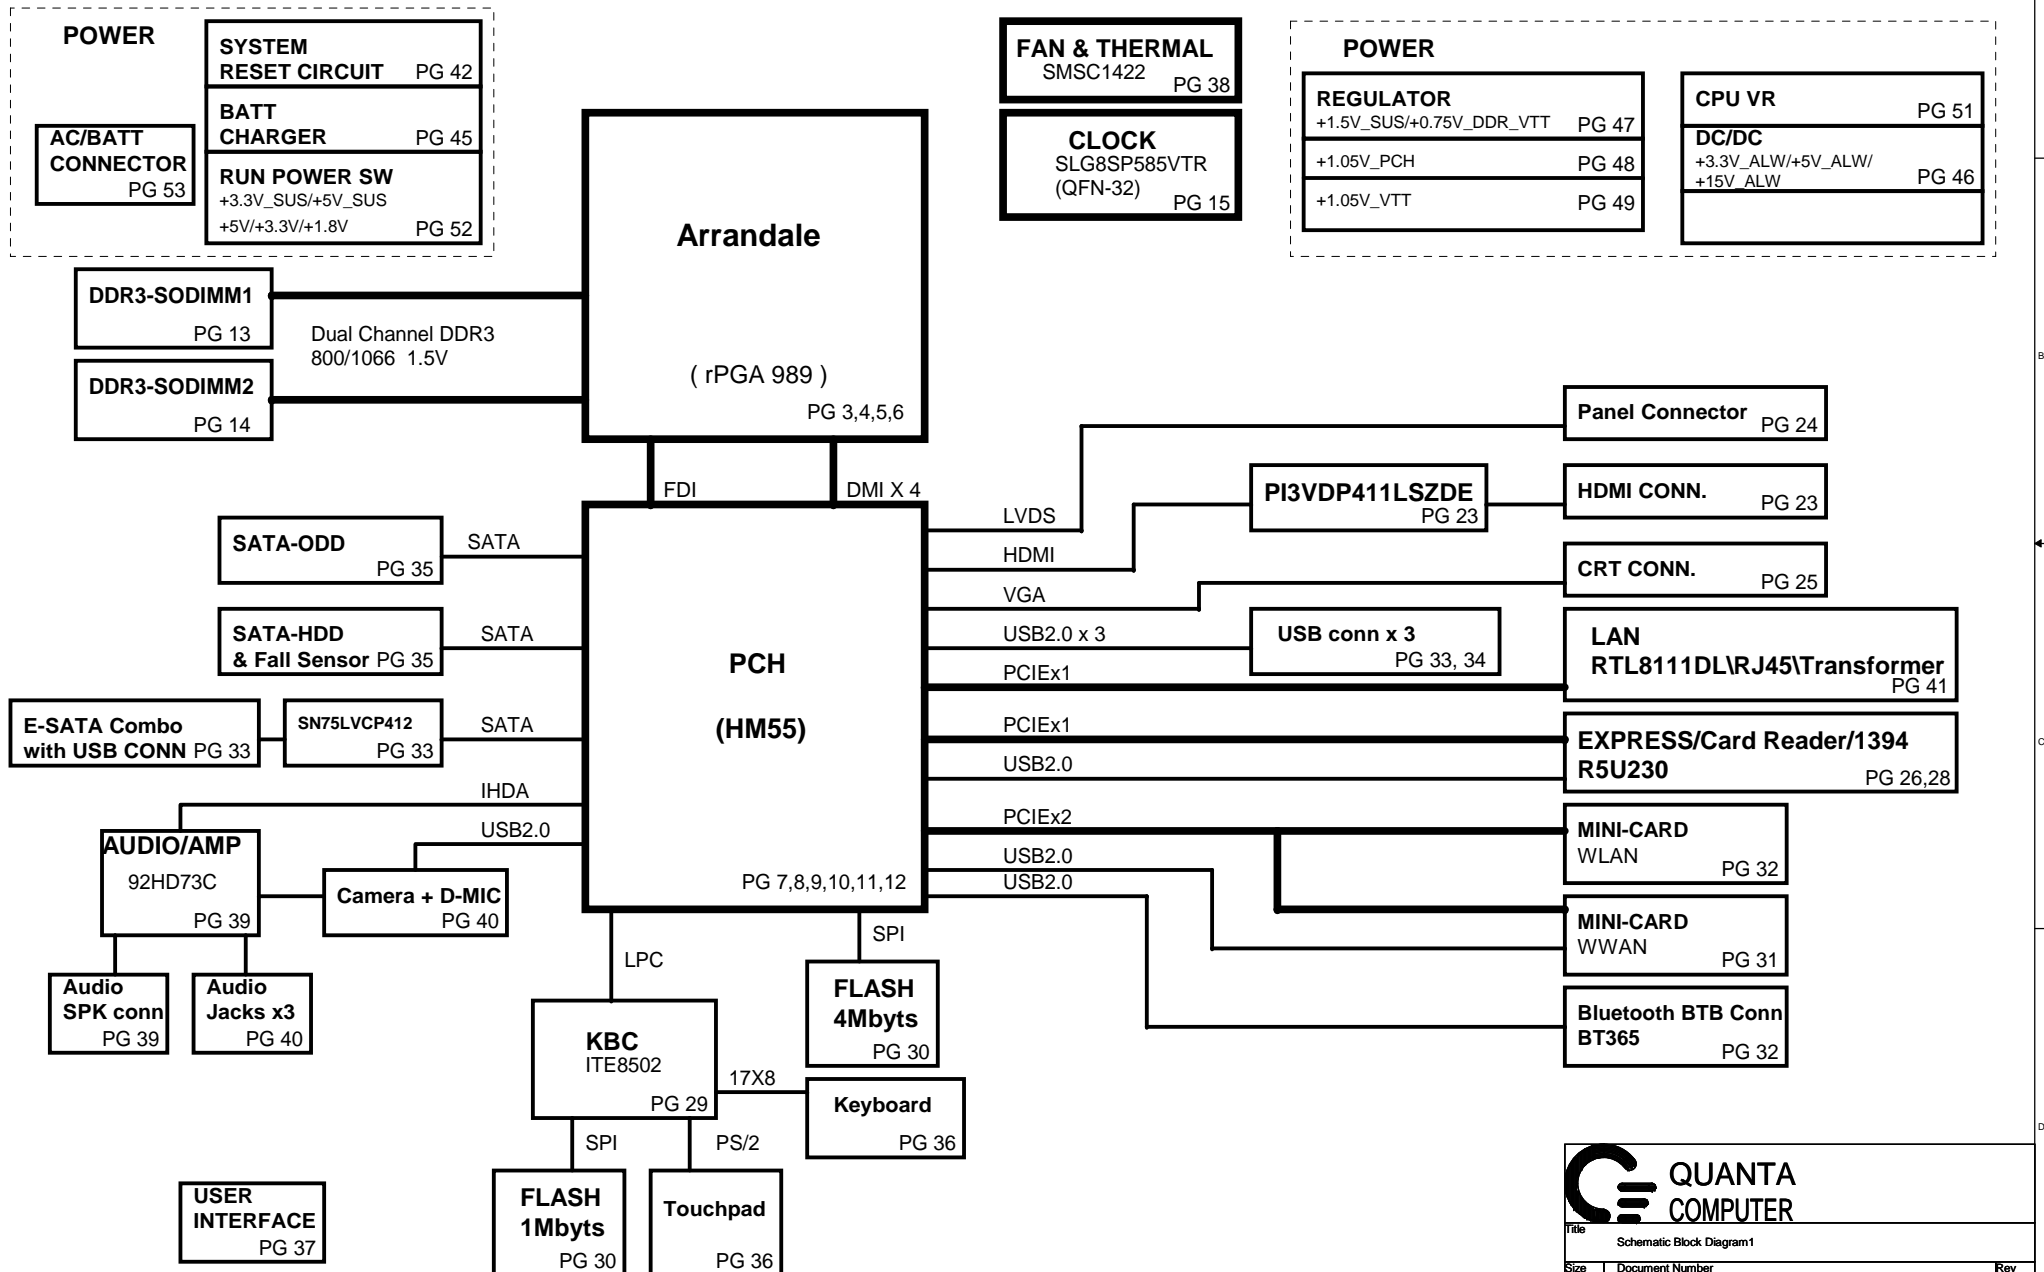 POWER
SYSTEM
RESET CIRCUIT PG 42
BATT
CHARGER PG 45
RUN POWER SW
+3.3V_SUS/+5V_SUS
+5V/+3.3V/+1.8V PG 52
AC/BATT
CONNECTOR
PG 53
FAN & THERMAL
SMSC1422
PG 38
CLOCK
SLG8SP585VTR
(QFN-32)
PG 15
POWER
REGULATOR
+1.5V_SUS/+0.75V_DDR_VTT PG 47
+1.05V_PCH PG 48
+1.05V_VTT PG 49
CPU VR
PG 51
DC/DC
+3.3V_ALW/+5V_ALW/
+15V_ALW PG 46
Arrandale
( rPGA 989 )
PG 3,4,5,6
DDR3-SODIMM1
PG 13
Dual Channel DDR3
800/1066 1.5V
DDR3-SODIMM2
PG 14
FDI
DMI X 4
PCH
(HM55)
PG 7,8,9,10,11,12
SATA-ODD
PG 35
SATA
SATA-HDD
& Fall Sensor PG 35
SATA
E-SATA Combo
with USB CONN PG 33
SN75LVCP412
PG 33
SATA
IHDA
USB2.0
AUDIO/AMP
92HD73C
PG 39
Camera + D-MIC
PG 40
Audio
SPK conn
PG 39
Audio
Jacks x3
PG 40
LVDS
HDMI
VGA
USB2.0 x 3
PCIEx1
PCIEx1
USB2.0
PCIEx2
USB2.0
USB2.0
Panel Connector
PG 24
PI3VDP411LSZDE
PG 23
HDMI CONN.
PG 23
CRT CONN.
PG 25
USB conn x 3
PG 33, 34
LAN
RTL8111DL\RJ45\Transformer
PG 41
EXPRESS/Card Reader/1394
R5U230
PG 26,28
MINI-CARD
WLAN
PG 32
MINI-CARD
WWAN
PG 31
Bluetooth BTB Conn
BT365
PG 32
LPC
SPI
FLASH
4Mbyts
PG 30
KBC
ITE8502
PG 29
17X8
Keyboard
PG 36
SPI
PS/2
FLASH
1Mbyts
PG 30
Touchpad
PG 36
USER
INTERFACE
PG 37
QUANTA
COMPUTER
Title
Schematic Block Diagram1
Size Document Number Rev
B
C
D